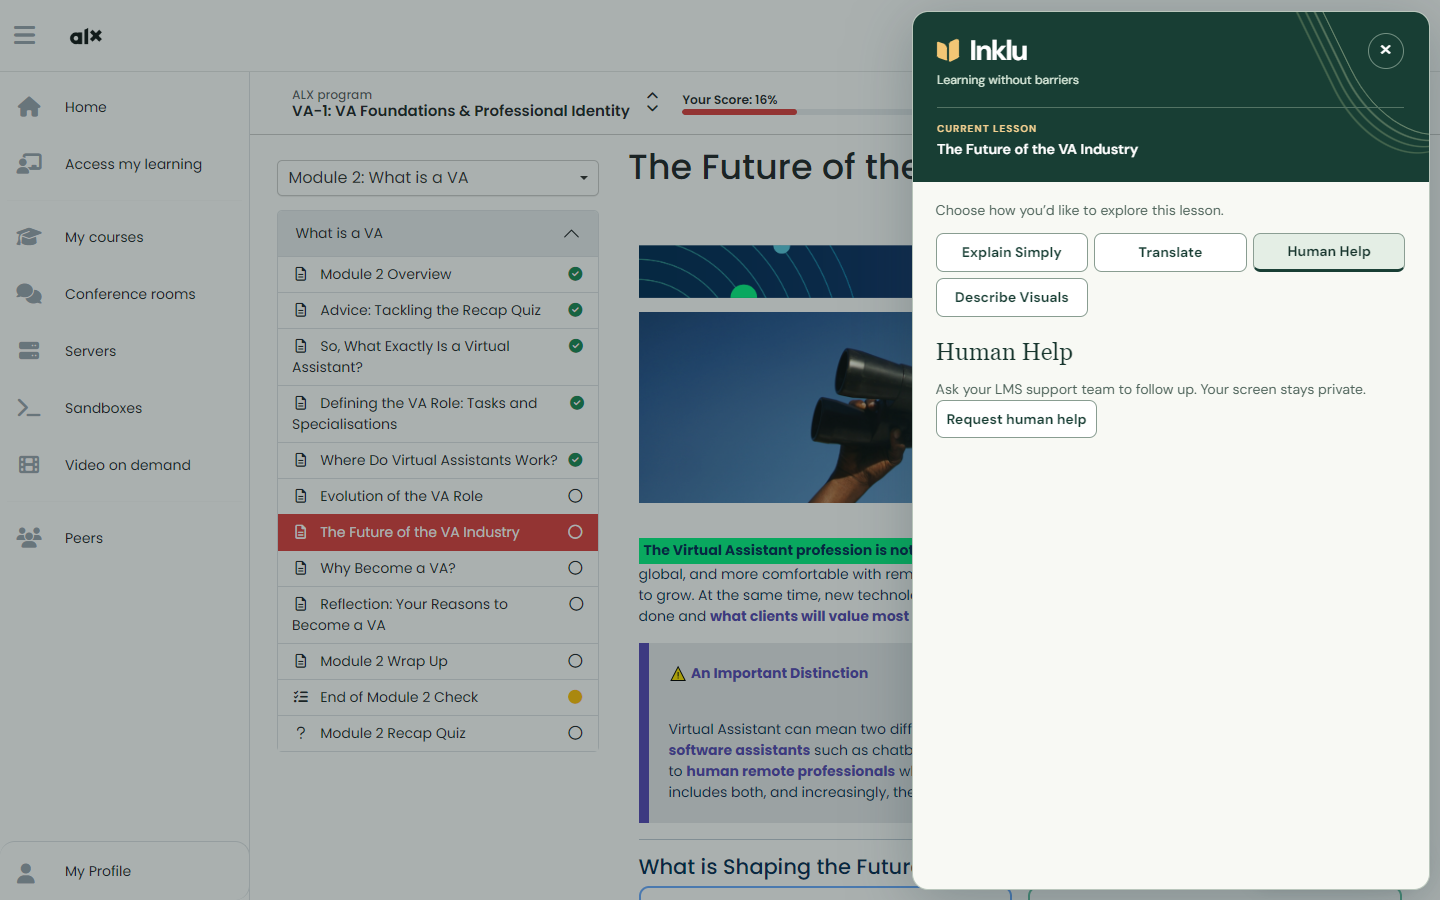 alx
Home
Access my learning
My courses
Conference rooms
Servers
Sandboxes
Video on demand
Peers
My Profile
ALX program
VA-1: VA Foundations & Professional Identity
Your Score: 16%
Module 2: What is a VA
What is a VA
Module 2 Overview
Advice: Tackling the Recap Quiz
So, What Exactly Is a Virtual
Assistant?
Defining the VA Role: Tasks and
Specialisations
Where Do Virtual Assistants Work?
Evolution of the VA Role
The Future of the VA Industry
Why Become a VA?
Reflection: Your Reasons to
Become a VA
Module 2 Wrap Up
End of Module 2 Check
? Module 2 Recap Quiz
The Future of the
The Virtual Assistant profession is not
global, and more comfortable with rem
to grow. At the same time, new technol
done and what clients will value most
An Important Distinction
Virtual Assistant can mean two diff
software assistants such as chatb
to human remote professionals w
includes both, and increasingly, the
What is Shaping the Futur
Inklu
Learning without barriers
CURRENT LESSON
The Future of the VA Industry
Choose how you’d like to explore this lesson.
Explain Simply
Translate
Human Help
Describe Visuals
Human Help
Ask your LMS support team to follow up. Your screen stays private.
Request human help